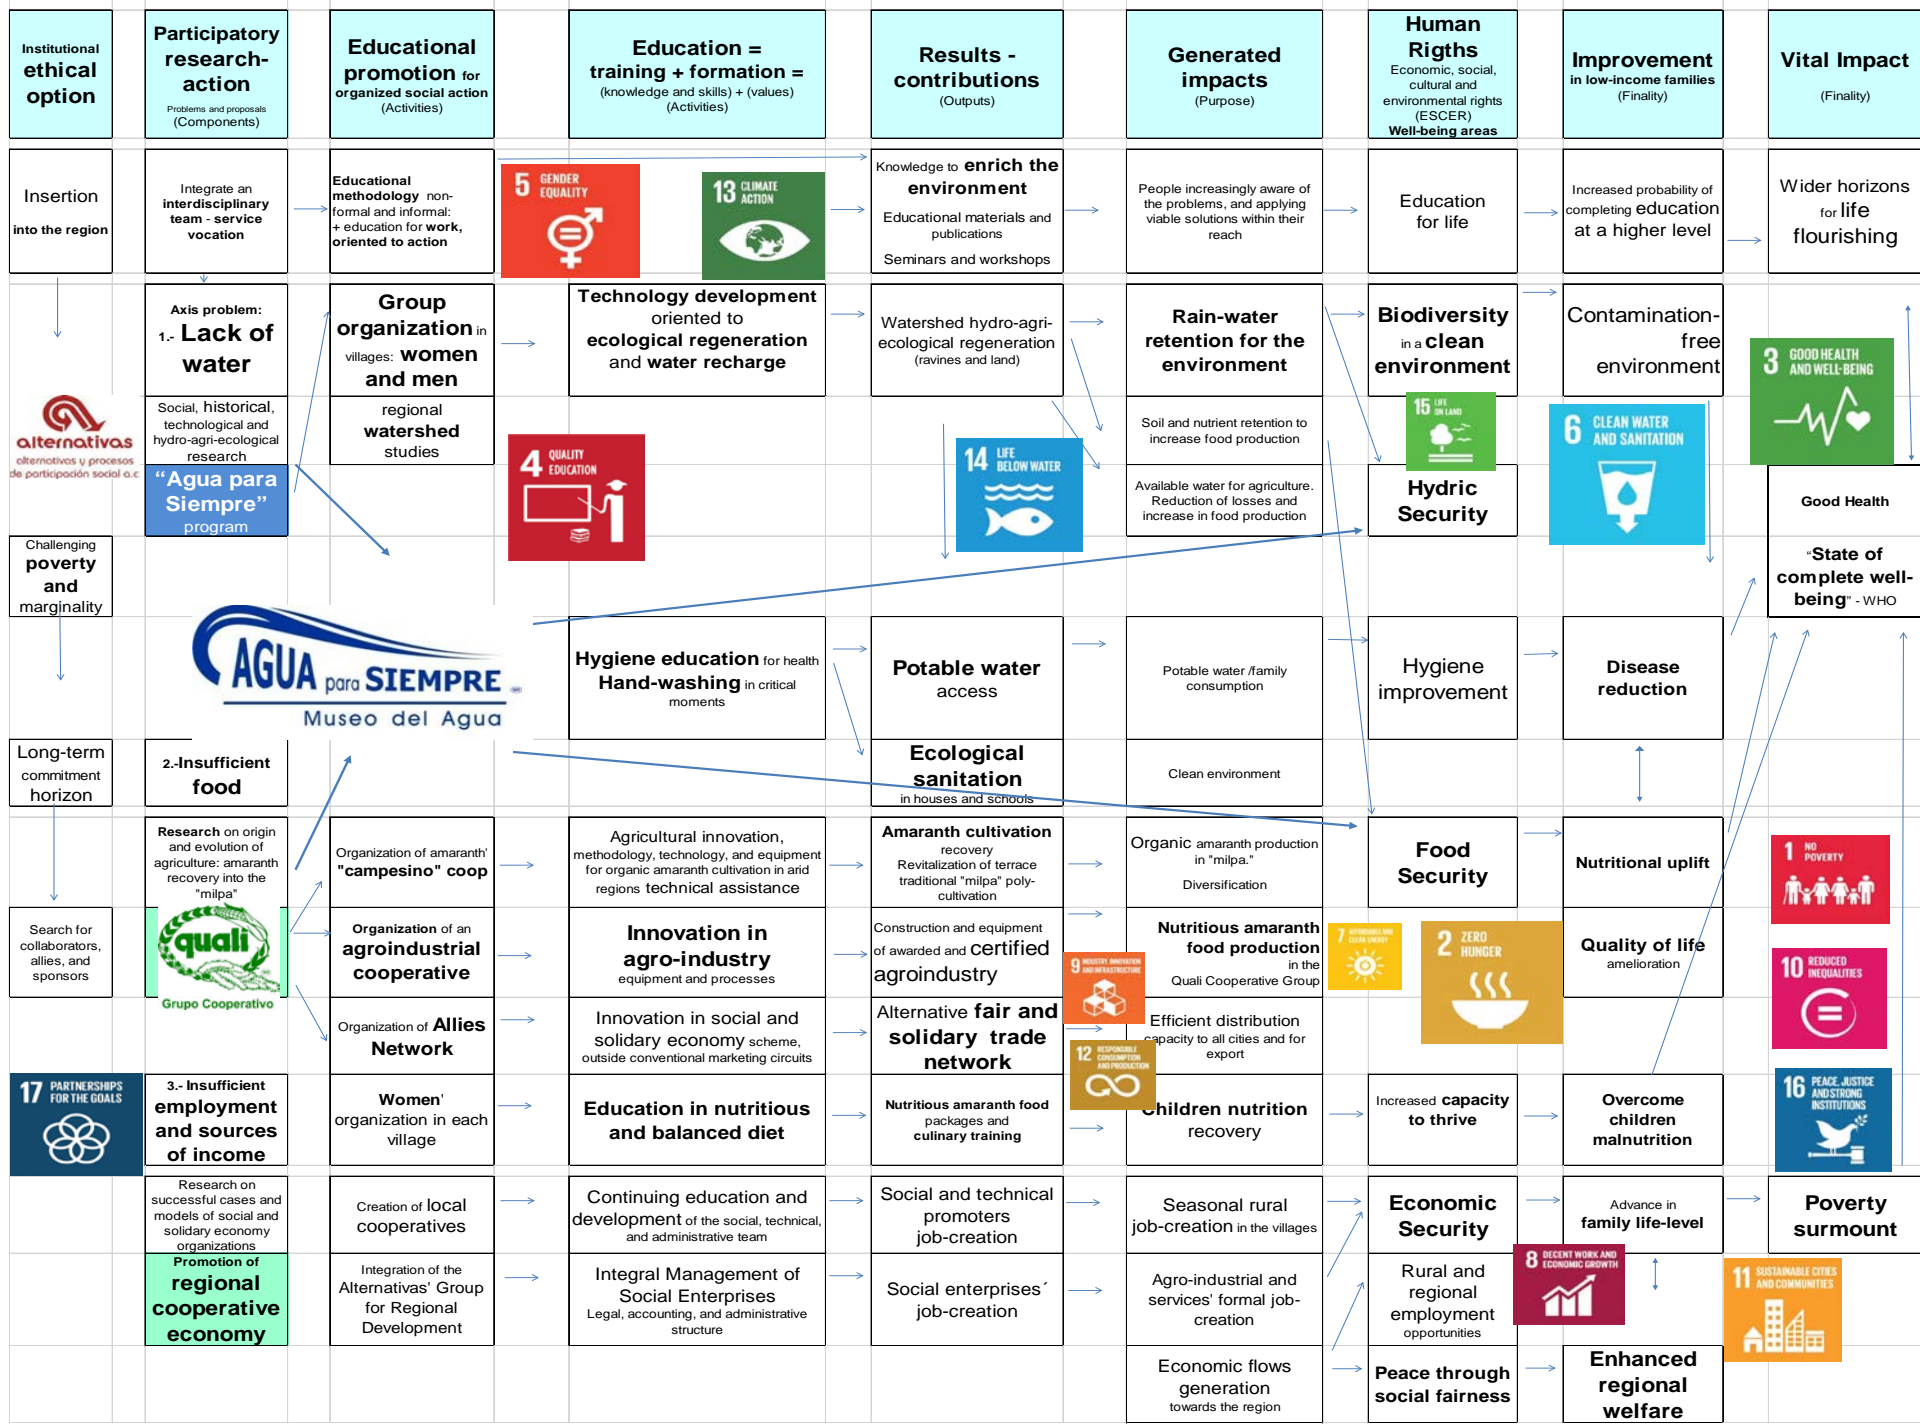 Institutional
ethical
option
Participatory
research-
action
Problems and proposals
(Components)
Educational
promotion for
organized social action
(Activities)
Education =
training + formation =
(knowledge and skills) + (values)
(Activities)
Results -
contributions
(Outputs)
Generated
impacts
(Purpose)
Human
Rigths
Economic, social,
cultural and
environmental rights
(ESCER)
Well-being areas
Improvement
in low-income families
(Finality)
Vital Impact
(Finality)
Insertion
into the region
Integrate an
interdisciplinary
team - service
vocation
Educational
methodology non-
formal and informal:
+ education for work,
oriented to action
5 GENDER
EQUALITY
13 CLIMATE
ACTION
Knowledge to enrich the
environment
Educational materials and
publications
Seminars and workshops
People increasingly aware of
the problems, and applying
viable solutions within their
reach
Education
for life
Increased probability of
completing education
at a higher level
Wider horizons
for life
flourishing
Axis problem:
1.- Lack of
water
Group
organization in
villages: women
and men
Technology development
oriented to
ecological regeneration
and water recharge
Watershed hydro-agri-
ecological regeneration
(ravines and land)
Rain-water
retention for the
environment
Biodiversity
in a clean
environment
Contamination-
free
environment
3 GOOD HEALTH
AND WELL-BEING
alternativas
alternativas y procesos
de participación social a.c
Social, historical,
technological and
hydro-agri-ecological
research
regional
watershed
studies
4 QUALITY
EDUCATION
14 LIFE
BELOW WATER
Soil and nutrient retention to
increase food production
15 LIFE
ON LAND
6 CLEAN WATER
AND SANITATION
“Agua para
Siempre”
program
Available water for agriculture.
Reduction of losses and
increase in food production
Hydric
Security
Good Health
“State of
complete well-
being” - WHO
Challenging
poverty
and
marginality
AGUA para SIEMPRE
Museo del Agua
Hygiene education for health
Hand-washing in critical
moments
Potable water
access
Potable water /family
consumption
Hygiene
improvement
Disease
reduction
Long-term
commitment
horizon
2.-Insufficient
food
Ecological
sanitation
in houses and schools
Clean environment
Research on origin
and evolution of
agriculture: amaranth
recovery into the
"milpa"
Organization of amaranth'
"campesino" coop
Agricultural innovation,
methodology, technology, and equipment
for organic amaranth cultivation in arid
regions technical assistance
Amaranth cultivation
recovery
Revitalization of terrace
traditional "milpa" poly-
cultivation
Organic amaranth production
in "milpa."
Diversification
Food
Security
Nutritional uplift
1 NO
POVERTY
Search for
collaborators,
allies, and
sponsors
quali
Grupo Cooperativo
Organization of an
agroindustrial
cooperative
Innovation in
agro-industry
equipment and processes
Construction and equipment
of awarded and certified
agroindustry
9 INDUSTRY, INNOVATION
AND INFRASTRUCTURE
Nutritious amaranth
food production
in the
Quali Cooperative Group
7 AFFORDABLE AND
CLEAN ENERGY
2 ZERO
HUNGER
Quality of life
amelioration
10 REDUCED
INEQUALITIES
Organization of Allies
Network
Innovation in social and
solidary economy scheme,
outside conventional marketing circuits
Alternative fair and
solidary trade
network
12 RESPONSIBLE
CONSUMPTION
AND PRODUCTION
Efficient distribution
capacity to all cities and for
export
17 PARTNERSHIPS
FOR THE GOALS
3.- Insufficient
employment
and sources
of income
Women'
organization in each
village
Education in nutritious
and balanced diet
Nutritious amaranth food
packages and
culinary training
Children nutrition
recovery
Increased capacity
to thrive
Overcome
children
malnutrition
16 PEACE, JUSTICE
AND STRONG
INSTITUTIONS
Research on
successful cases and
models of social and
solidary economy
organizations
Creation of local
cooperatives
Continuing education and
development of the social, technical,
and administrative team
Social and technical
promoters
job-creation
Seasonal rural
job-creation in the villages
Economic
Security
Advance in
family life-level
Poverty
surmount
Promotion of
regional
cooperative
economy
Integration of the
Alternativas' Group
for Regional
Development
Integral Management of
Social Enterprises
Legal, accounting, and administrative
structure
Social enterprises´
job-creation
Agro-industrial and
services' formal job-
creation
Rural and
regional
employment
opportunities
8 DECENT WORK AND
ECONOMIC GROWTH
11 SUSTAINABLE CITIES
AND COMMUNITIES
Economic flows
generation
towards the region
Peace through
social fairness
Enhanced
regional
welfare